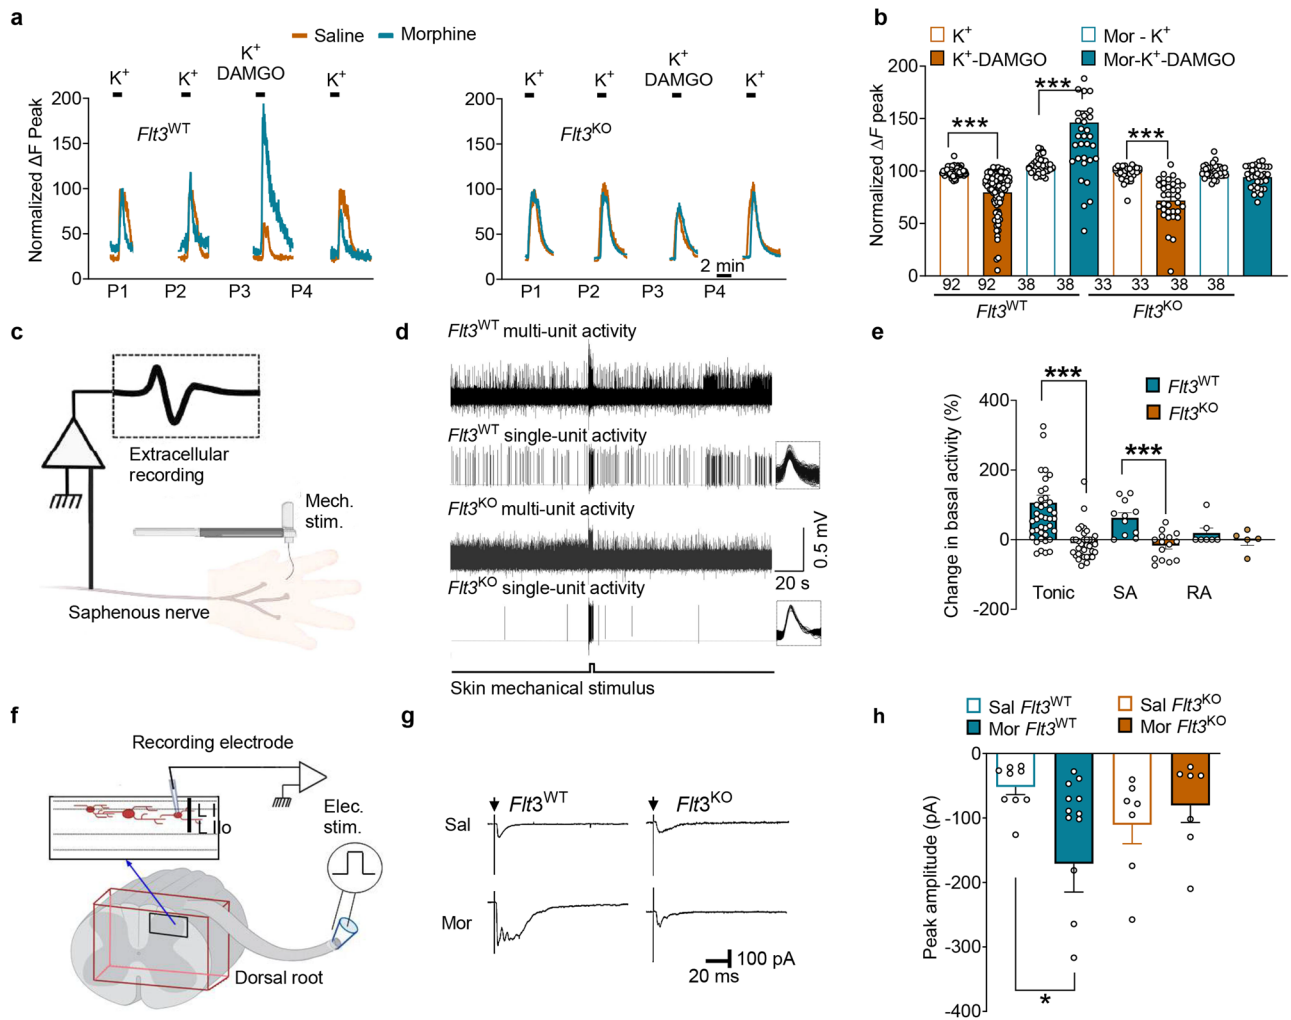 a
Saline Morphine
K+ K+ K+ DAMGO K+
Flt3WT
Normalized ΔF Peak
200
150
100
50
0
P1 P2 P3 P4
K+ K+ K+ DAMGO K+
Flt3KO
200
150
100
50
0
2 min
P1 P2 P3 P4
b
K+ Mor - K+
K+-DAMGO Mor-K+-DAMGO
Normalized ΔF peak
200
150
100
50
0
*** *** ***
92 92 38 38 33 33 38 38
Flt3WT Flt3KO
c
Extracellular
recording
Mech.
stim.
Saphenous nerve
d
Flt3WT multi-unit activity
Flt3WT single-unit activity
Flt3KO multi-unit activity
0.5 mV
20 s
Flt3KO single-unit activity
Skin mechanical stimulus
e
Flt3WT
Flt3KO
Change in basal activity (%)
400
200
0
-200
*** ***
Tonic SA RA
f
Recording electrode
L I
L IIo
Elec.
stim.
Dorsal root
g
Flt3WT Flt3KO
Sal
Mor
100 pA
20 ms
h
Sal Flt3WT Sal Flt3KO
Mor Flt3WT Mor Flt3KO
Peak amplitude (pA)
0
-100
-200
-300
-400
*